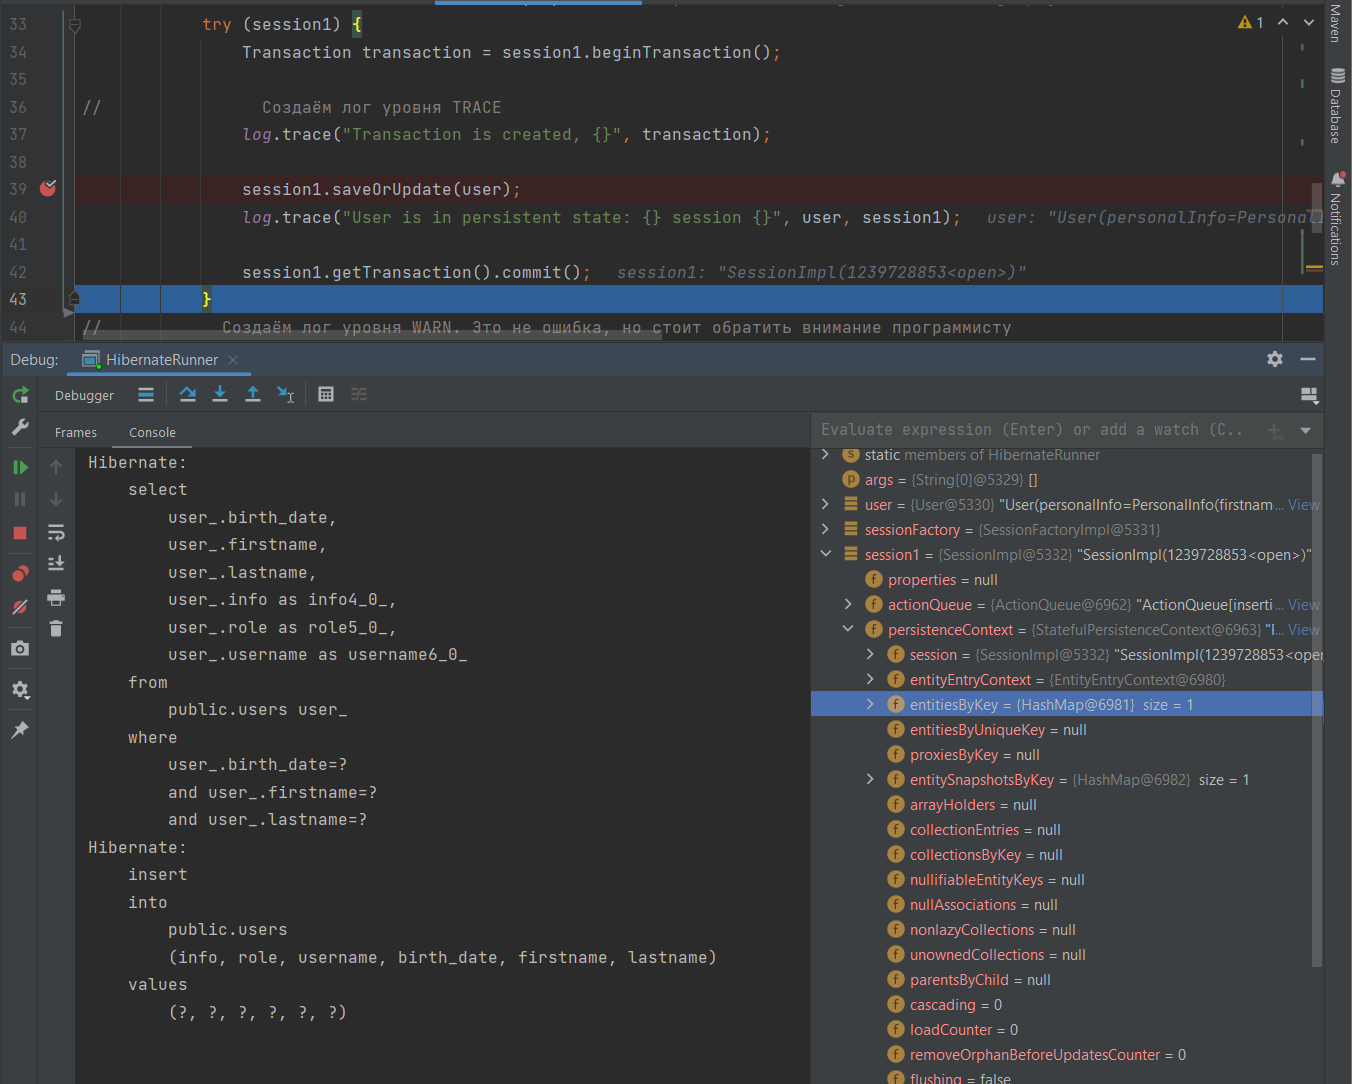 33 try (session1) {
34 Transaction transaction = session1.beginTransaction();
35
36 // Создаём лог уровня TRACE
37 log.trace("Transaction is created, {}", transaction);
38
39 session1.saveOrUpdate(user);
40 log.trace("User is in persistent state: {} session {}", user, session1); user: "User(personalInfo=PersonalI
41
42 session1.getTransaction().commit(); session1: "SessionImpl(1239728853<open>)"
43 }
44 // Создаём лог уровня WARN. Это не ошибка, но стоит обратить внимание программисту
1
Maven
Database
Notifications
Debug: HibernateRunner
Debugger
Frames Console
Hibernate:
select
user_.birth_date,
user_.firstname,
user_.lastname,
user_.info as info4_0_,
user_.role as role5_0_,
user_.username as username6_0_
from
public.users user_
where
user_.birth_date=?
and user_.firstname=?
and user_.lastname=?
Hibernate:
insert
into
public.users
(info, role, username, birth_date, firstname, lastname)
values
(?, ?, ?, ?, ?, ?)
Evaluate expression (Enter) or add a watch (C..
s static members of HibernateRunner
p args = {String[0]@5329} []
user = {User@5330} "User(personalInfo=PersonalInfo(firstnam... View
sessionFactory = {SessionFactoryImpl@5331}
session1 = {SessionImpl@5332} "SessionImpl(1239728853<open>)"
f properties = null
f actionQueue = {ActionQueue@6962} "ActionQueue[inserti... View
f persistenceContext = {StatefulPersistenceContext@6963} "I... View
f session = {SessionImpl@5332} "SessionImpl(1239728853<oper
f entityEntryContext = {EntityEntryContext@6980}
f entitiesByKey = {HashMap@6981} size = 1
f entitiesByUniqueKey = null
f proxiesByKey = null
f entitySnapshotsByKey = {HashMap@6982} size = 1
f arrayHolders = null
f collectionEntries = null
f collectionsByKey = null
f nullifiableEntityKeys = null
f nullAssociations = null
f nonlazyCollections = null
f unownedCollections = null
f parentsByChild = null
f cascading = 0
f loadCounter = 0
f removeOrphanBeforeUpdatesCounter = 0
f flushing = false